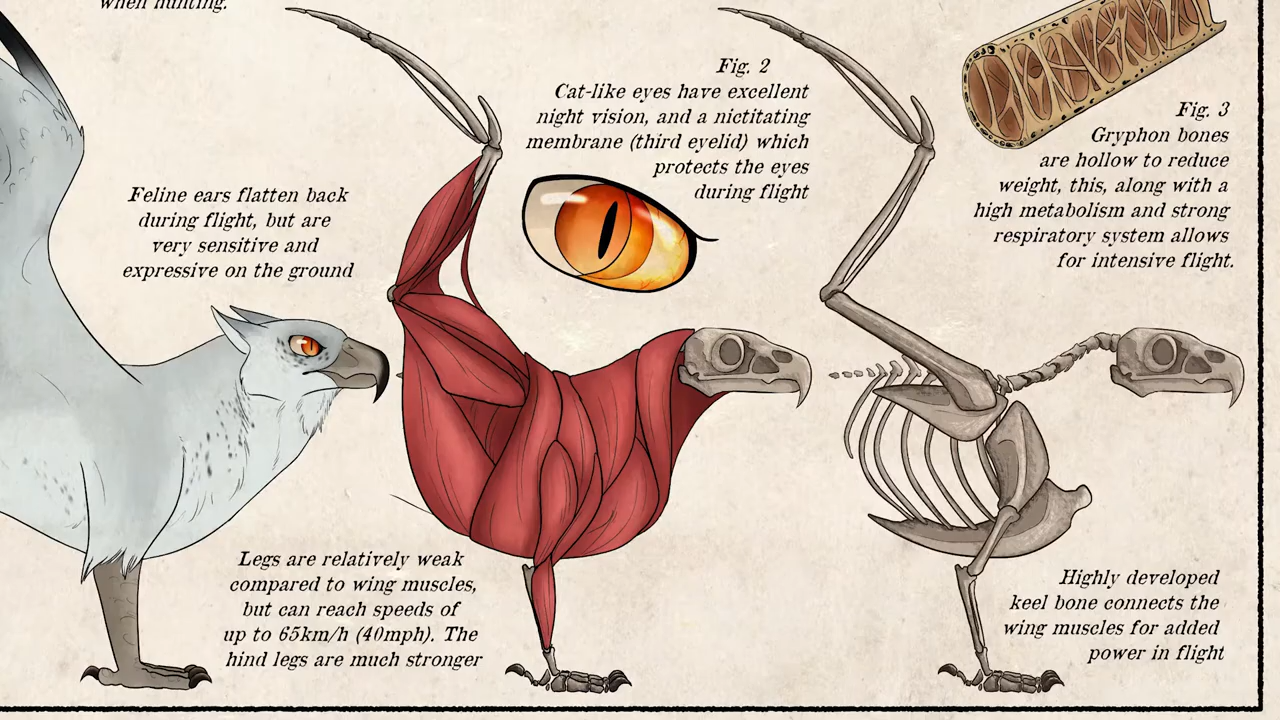 when hunting.
Fig. 2
Cat-like eyes have excellent
night vision, and a nictitating
membrane (third eyelid) which
protects the eyes
during flight
Fig. 3
Gryphon bones
are hollow to reduce
weight, this, along with a
high metabolism and strong
respiratory system allows
for intensive flight.
Feline ears flatten back
during flight, but are
very sensitive and
expressive on the ground
Legs are relatively weak
compared to wing muscles,
but can reach speeds of
up to 65km/h (40mph). The
hind legs are much stronger
Highly developed
keel bone connects the
wing muscles for added
power in flight